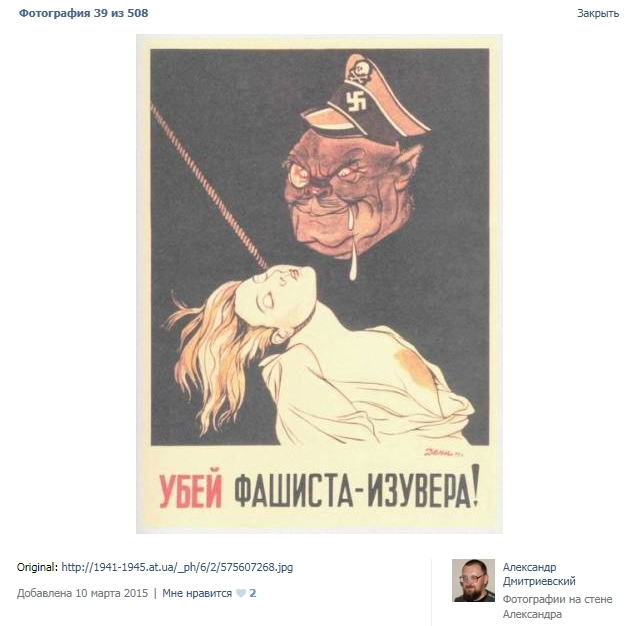 Фотография 39 из 508
Закрыть
Дени
УБЕЙ ФАШИСТА-ИЗУВЕРА!
Original: http://1941-1945.at.ua/_ph/6/2/575607268.jpg
Добавлена 10 марта 2015 | Мне нравится 2
Александр
Дмитриевский
Фотографии на стене
Александра